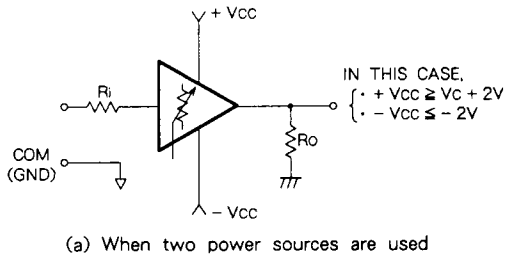 + Vcc
Ri
IN THIS CASE,
· + Vcc ≥ Vc + 2V
· - Vcc ≤ - 2V
Ro
COM
(GND)
- Vcc
(a) When two power sources are used